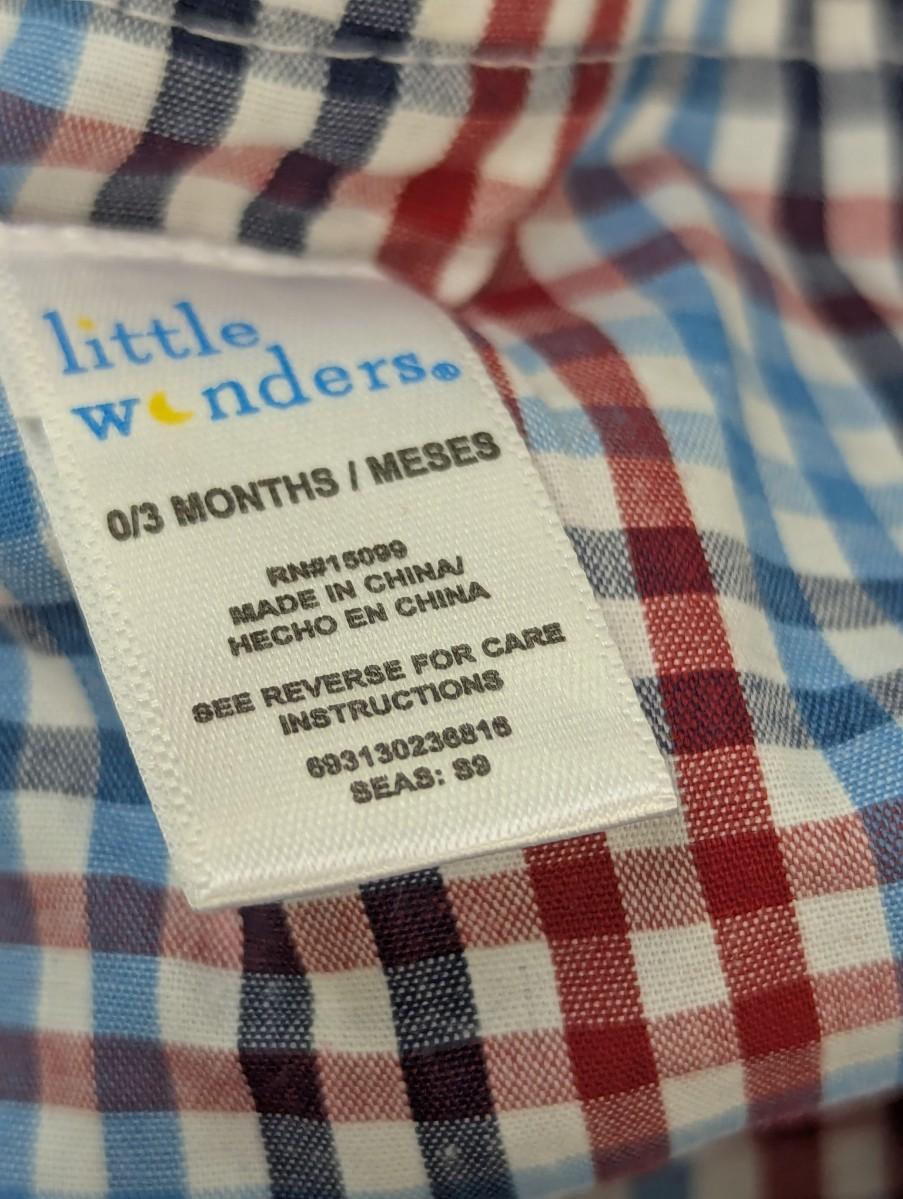 little
wonders®
0/3 MONTHS / MESES
RN#15099
MADE IN CHINA/
HECHO EN CHINA
SEE REVERSE FOR CARE
INSTRUCTIONS
693130236816
SEAS: S9